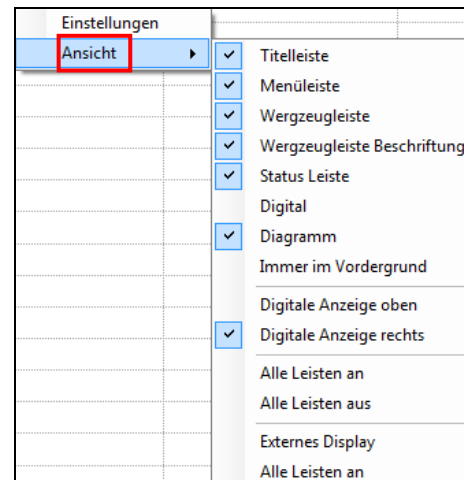 Einstellungen
Ansicht
Titelleiste
Menüleiste
Wergzeugleiste
Wergzeugleiste Beschriftung
Status Leiste
Digital
Diagramm
Immer im Vordergrund
Digitale Anzeige oben
Digitale Anzeige rechts
Alle Leisten an
Alle Leisten aus
Externes Display
Alle Leisten an